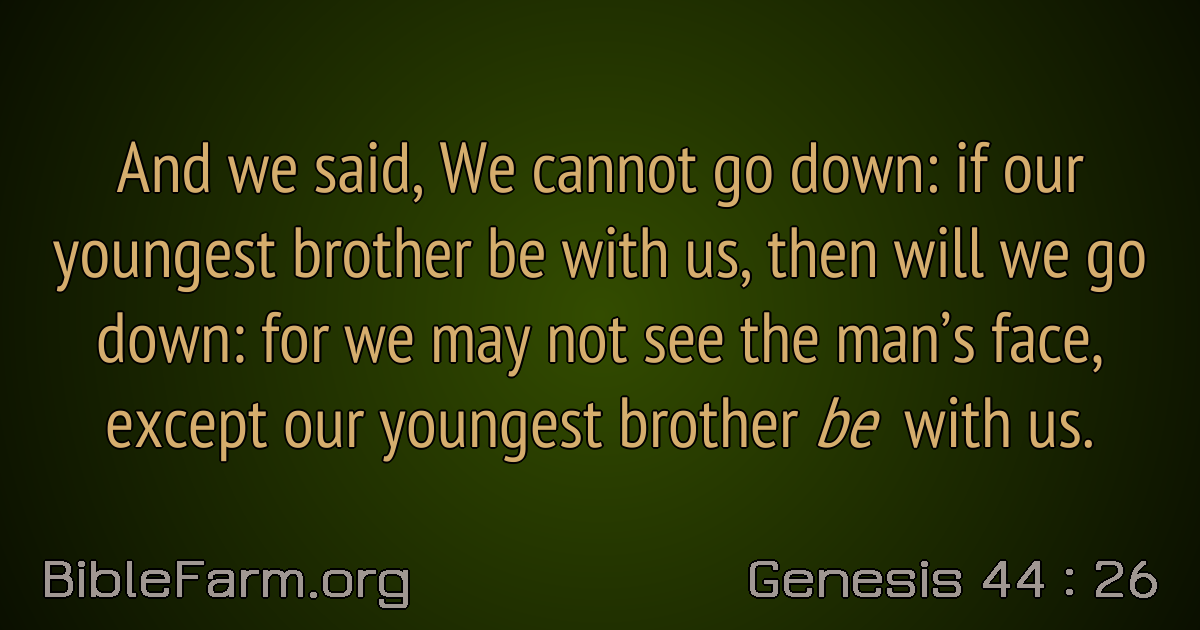 And we said, We cannot go down: if our
youngest brother be with us, then will we go
down: for we may not see the man’s face,
except our youngest brother be with us.
BibleFarm.org
Genesis 44 : 26